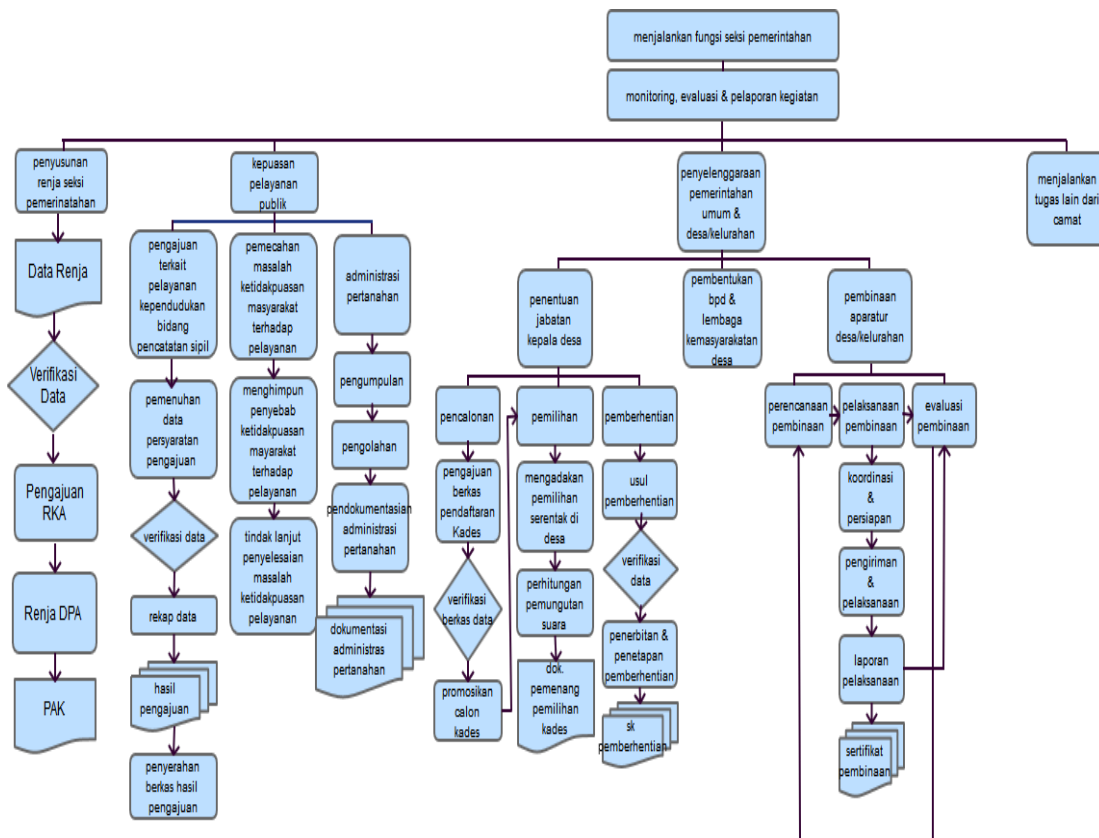 menjalankan fungsi seksi pemerintahan
monitoring, evaluasi & pelaporan kegiatan
penyusunan
renja seksi
pemerinatahan
kepuasan
pelayanan
publik
penyelenggaraan
pemerintahan
umum &
desa/kelurahan
menjalankan
tugas lain dari
camat
Data Renja
Verifikasi
Data
Pengajuan
RKA
Renja DPA
PAK
pengajuan
terkait
pelayanan
kependudukan
bidang
pencatatan sipil
pemenuhan
data
persyaratan
pengajuan
verifikasi data
rekap data
hasil
pengajuan
penyerahan
berkas hasil
pengajuan
pemecahan
masalah
ketidakpuasan
masyarakat
terhadap
pelayanan
menghimpun
penyebab
ketidakpuasan
mayarakat
terhadap
pelayanan
tindak lanjut
penyelesaian
masalah
ketidakpuasan
pelayanan
administrasi
pertanahan
pengumpulan
pengolahan
pendokumentasian
administrasi
pertanahan
dokumentasi
administras
pertanahan
penentuan
jabatan
kepala desa
pembentukan
bpd &
lembaga
kemasyarakatan
desa
pembinaan
aparatur
desa/kelurahan
pencalonan
pengajuan
berkas
pendaftaran
Kades
verifikasi
berkas data
promosikan
calon
kades
pemilihan
mengadakan
pemilihan
serentak di
desa
perhitungan
pemungutan
suara
dok.
pemenang
pemilihan
kades
pemberhentian
usul
pemberhentian
verifikasi
data
penerbitan &
penetapan
pemberhentian
sk
pemberhentian
perencanaan
pembinaan
pelaksanaan
pembinaan
evaluasi
pembinaan
koordinasi
&
persiapan
pengiriman
&
pelaksanaan
laporan
pelaksanaan
sertifikat
pembinaan